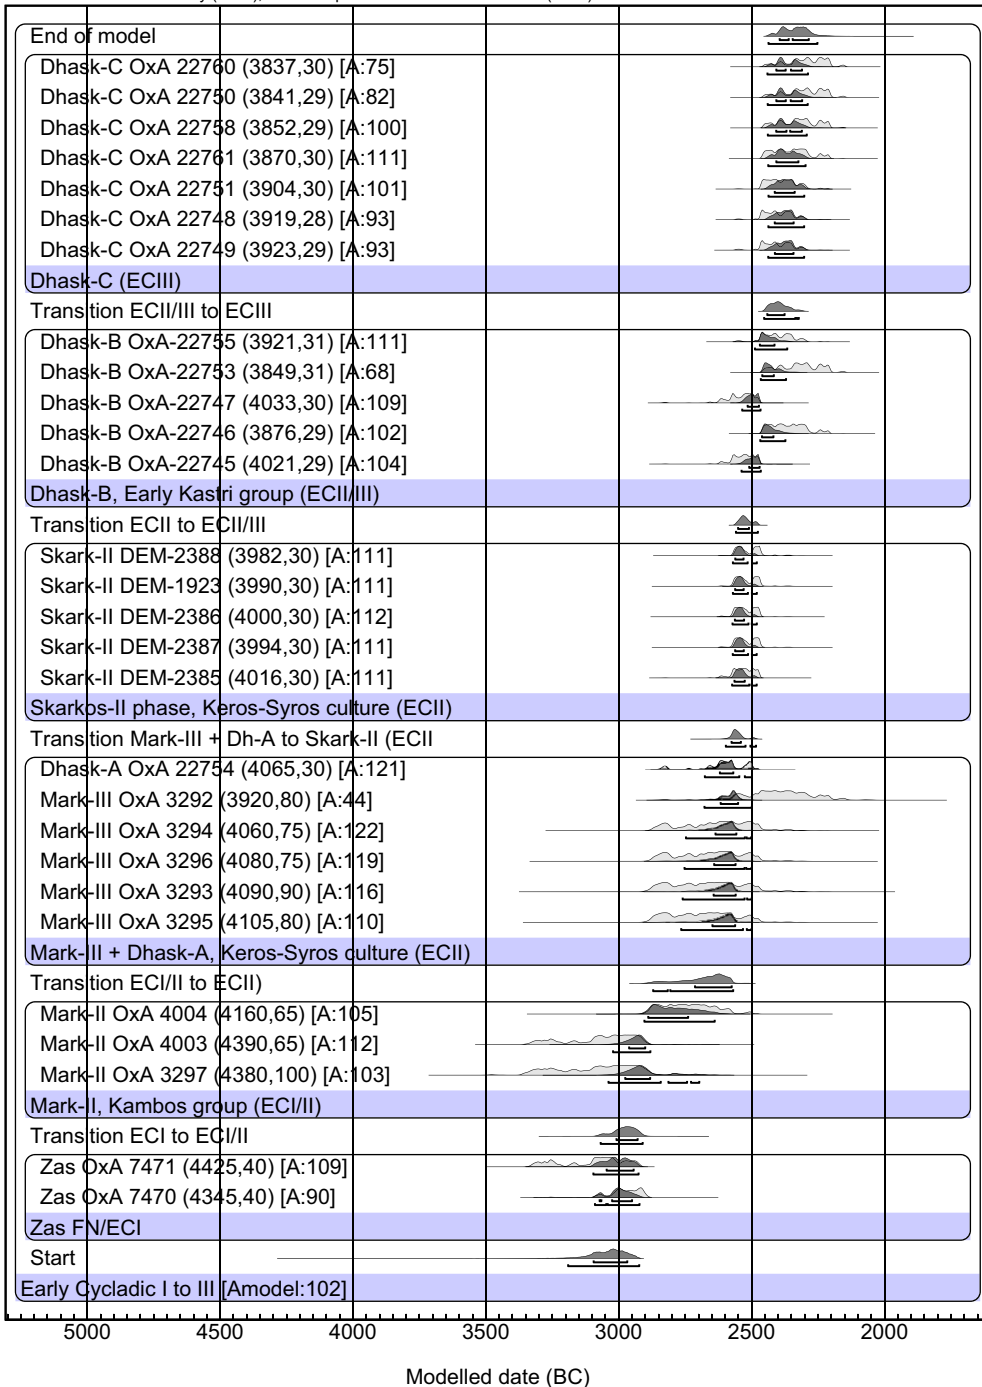 End of model
Dhask-C OxA 22760 (3837,30) [A:75]
Dhask-C OxA 22750 (3841,29) [A:82]
Dhask-C OxA 22758 (3852,29) [A:100]
Dhask-C OxA 22761 (3870,30) [A:111]
Dhask-C OxA 22751 (3904,30) [A:101]
Dhask-C OxA 22748 (3919,28) [A:93]
Dhask-C OxA 22749 (3923,29) [A:93]
Dhask-C (ECIII)
Transition ECII/III to ECIII
Dhask-B OxA-22755 (3921,31) [A:111]
Dhask-B OxA-22753 (3849,31) [A:68]
Dhask-B OxA-22747 (4033,30) [A:109]
Dhask-B OxA-22746 (3876,29) [A:102]
Dhask-B OxA-22745 (4021,29) [A:104]
Dhask-B, Early Kastri group (ECII/III)
Transition ECII to ECII/III
Skark-II DEM-2388 (3982,30) [A:111]
Skark-II DEM-1923 (3990,30) [A:111]
Skark-II DEM-2386 (4000,30) [A:112]
Skark-II DEM-2387 (3994,30) [A:111]
Skark-II DEM-2385 (4016,30) [A:111]
Skarkos-II phase, Keros-Syros culture (ECII)
Transition Mark-III + Dh-A to Skark-II (ECII
Dhask-A OxA 22754 (4065,30) [A:121]
Mark-III OxA 3292 (3920,80) [A:44]
Mark-III OxA 3294 (4060,75) [A:122]
Mark-III OxA 3296 (4080,75) [A:119]
Mark-III OxA 3293 (4090,90) [A:116]
Mark-III OxA 3295 (4105,80) [A:110]
Mark-III + Dhask-A, Keros-Syros culture (ECII)
Transition ECI/II to ECII)
Mark-II OxA 4004 (4160,65) [A:105]
Mark-II OxA 4003 (4390,65) [A:112]
Mark-II OxA 3297 (4380,100) [A:103]
Mark-II, Kambos group (ECI/II)
Transition ECI to ECI/II
Zas OxA 7471 (4425,40) [A:109]
Zas OxA 7470 (4345,40) [A:90]
Zas FN/ECI
Start
Early Cycladic I to III [Amodel:102]
5000 4500 4000 3500 3000 2500 2000
Modelled date (BC)